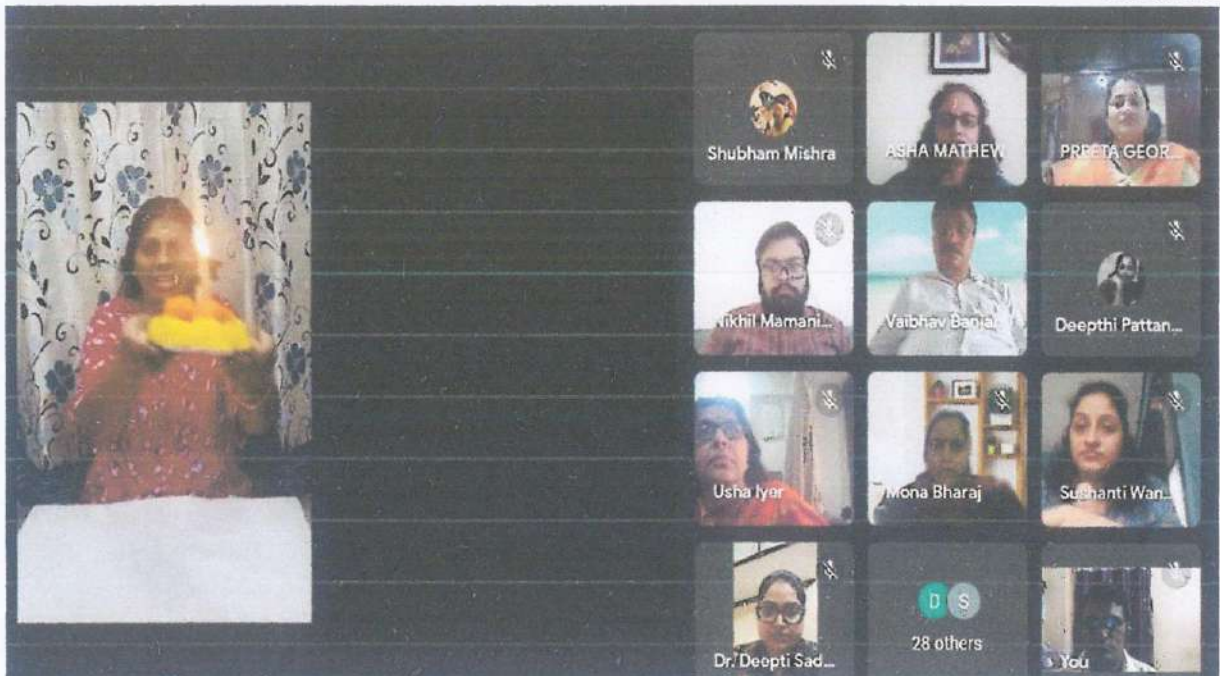 Shubham Mishra
ASHA MATHEW
PREETA GEOR...
Nikhil Mamani...
Vaibhav Banjar
Deepthi Pattan...
Usha Iyer
Mona Bharaj
Sushanti Wan...
Dr. Deepti Sad...
D S
28 others
You